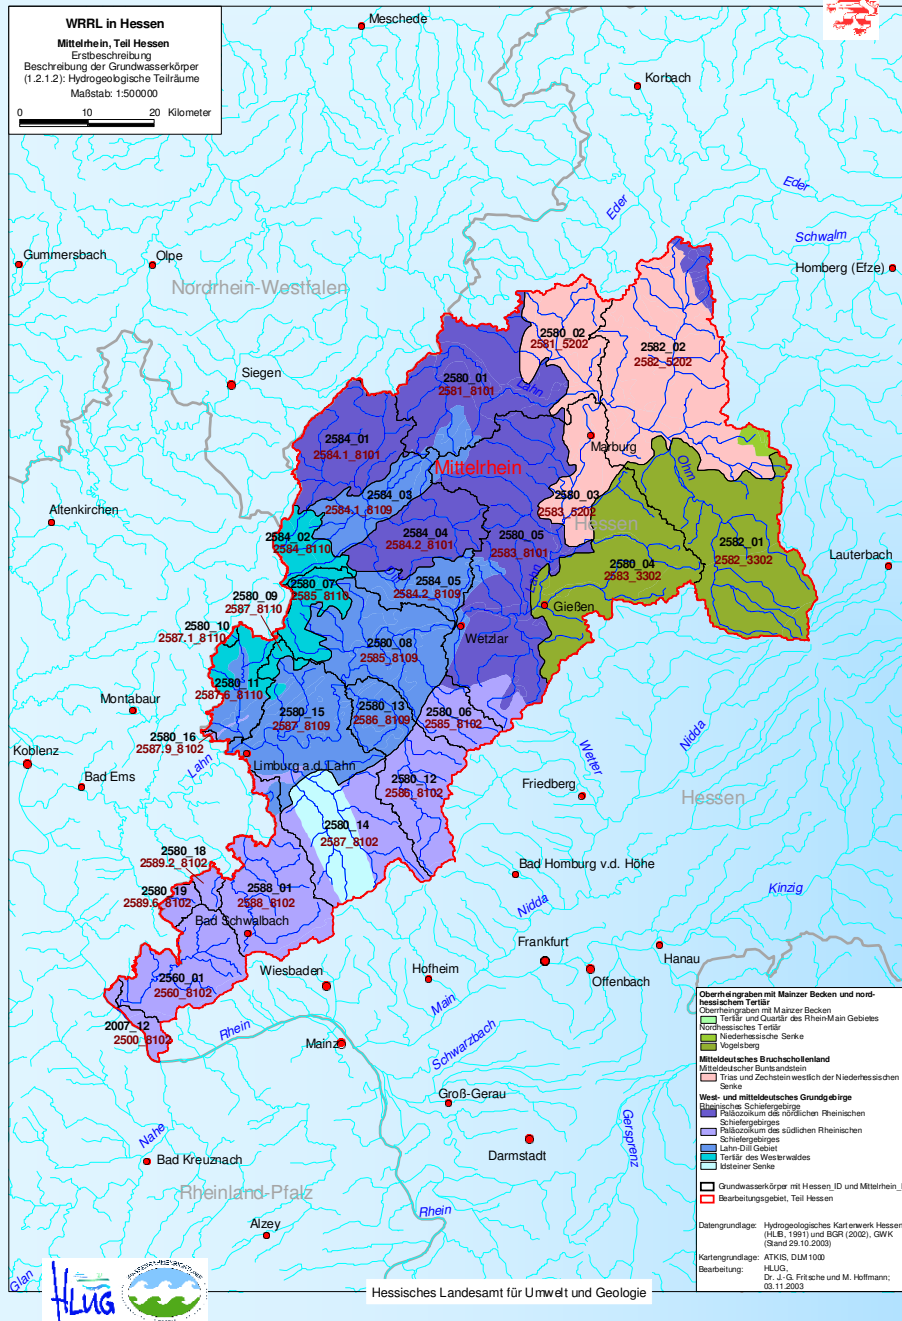 WRRL in Hessen
Mittelrhein, Teil Hessen
Erstbeschreibung
Beschreibung der Grundwasserkörper
(1.2.1.2): Hydrogeologische Teilräume
Maßstab: 1:500000
0 10 20 Kilometer
Meschede
Korbach
Eder
Eder
Schwalm
Gummersbach
Olpe
Homberg (Efze)
Nordrhein-Westfalen
2580_02
2581_5202
2582_02
2582_5202
Siegen
2580_01
2581_8101
Lahn
2584_01
2584.1_8101
Marburg
Mittelrhein
Ohm
2584_03
2584.1_8109
2580_03
2583_5202
Hessen
Altenkirchen
2584_02
2584_8110
2584_04
2584.2_8101
2580_05
2583_8101
2582_01
2582_3302
Lauterbach
2580_04
2583_3302
2580_07
2585_8110
2584_05
2584.2_8109
Lahn
2580_09
2587_8110
Gießen
2580_10
2587.1_8110
Wetzlar
2580_08
2585_8109
2580_11
2587.6_8110
Montabaur
2580_15
2587_8109
2580_13
2586_8109
2580_06
2585_8102
2580_16
2587.9_8102
Koblenz
Lahn
Limburg a.d. Lahn
Wetter
Nidda
Bad Ems
2580_12
2586_8102
Friedberg
Hessen
2580_14
2587_8102
2580_18
2589.2_8102
Bad Homburg v.d. Höhe
2580_19
2589.6_8102
2588_01
2588_8102
Kinzig
Nidda
Bad Schwalbach
Frankfurt
Hanau
Wiesbaden
Hofheim
Offenbach
2560_01
2560_8102
Main
2007_12
2500_8102
Rhein
Mainz
Schwarzbach
Groß-Gerau
Gersprenz
Nahe
Darmstadt
Bad Kreuznach
Rheinland-Pfalz
Rhein
Alzey
Glan
Oberrheingraben mit Mainzer Becken und nord-
hessischem Tertiär
Oberrheingraben mit Mainzer Becken
Tertiär und Quartär des Rhein-Main Gebietes
Nordhessisches Tertiär
Niederhessische Senke
Vogelsberg
Mitteldeutsches Bruchschollenland
Mitteldeutscher Buntsandstein
Trias und Zechstein westlich der Niederhessischen
Senke
West- und mitteldeutsches Grundgebirge
Rheinisches Schiefergebirge
Paläozoikum des nördlichen Rheinischen
Schiefergebirges
Paläozoikum des südlichen Rheinischen
Schiefergebirges
Lahn-Dill Gebiet
Tertiär des Westerwaldes
Idsteiner Senke
Grundwasserkörper mit Hessen_ID und Mittelrhein_I
Bearbeitungsgebiet, Teil Hessen
Datengrundlage: Hydrogeologisches Kartenwerk Hessen
(HLfB, 1991) und BGR (2002), GWK
(Stand 29.10.2003)
Kartengrundlage: ATKIS, DLM1000
Bearbeitung: HLUG,
Dr. J.-G. Fritsche und M. Hoffmann;
03.11.2003
HLUG
Hessisches Landesamt für Umwelt und Geologie